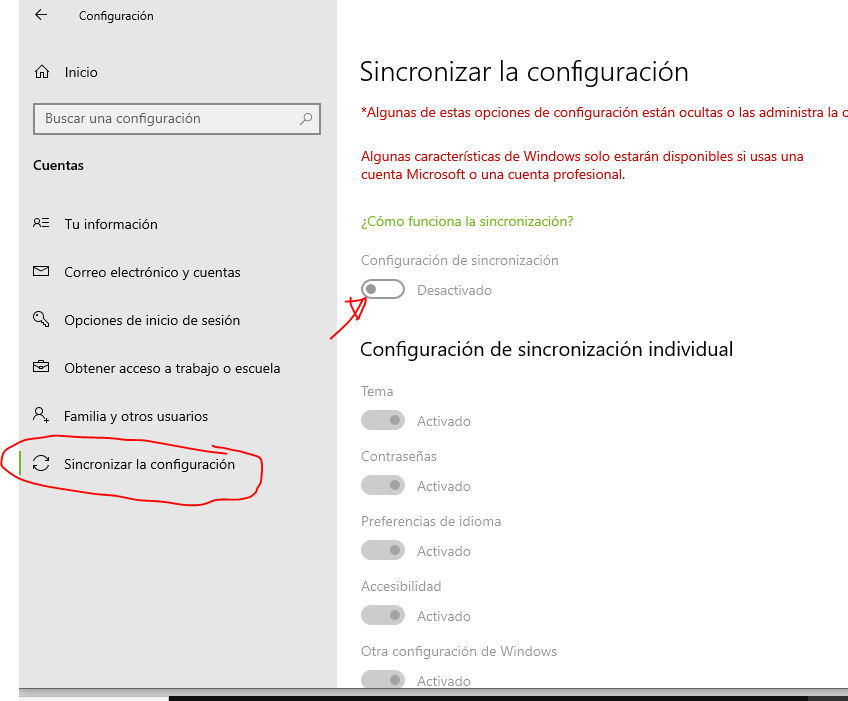 Configuración
Inicio
Buscar una configuración
Cuentas
Tu información
Correo electrónico y cuentas
Opciones de inicio de sesión
Obtener acceso a trabajo o escuela
Familia y otros usuarios
Sincronizar la configuración
Sincronizar la configuración
*Algunas de estas opciones de configuración están ocultas o las administra la
Algunas características de Windows solo estarán disponibles si usas una
cuenta Microsoft o una cuenta profesional.
¿Cómo funciona la sincronización?
Configuración de sincronización
Desactivado
Configuración de sincronización individual
Tema
Activado
Contraseñas
Activado
Preferencias de idioma
Activado
Accesibilidad
Activado
Otra configuración de Windows
Activado